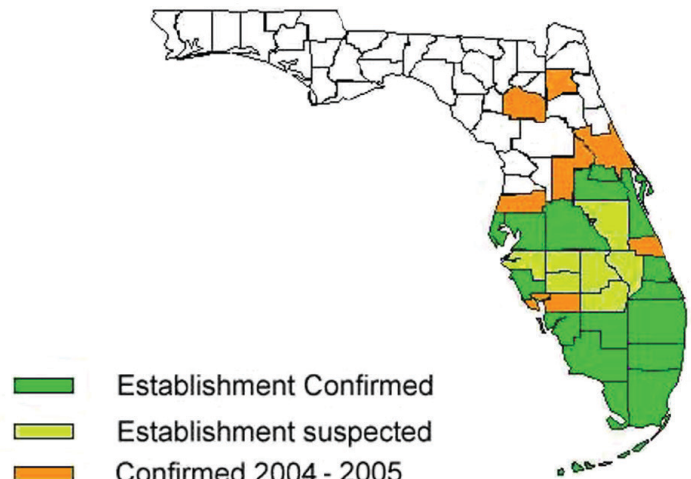 Establishment Confirmed
Establishment suspected
Confirmed 2004 - 2005